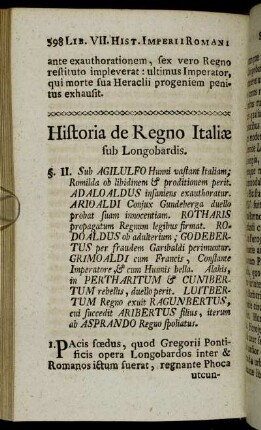 898 LIB. VII. HIST. IMPERII ROMANI
ante exauthorationem, sex vero Regno
restituto impleverat: ultimus Imperator,
qui morte sua Heraclii progeniem peni-
tus exhausit.
Historia de Regno Italiæ
sub Longobardis.
§. II. Sub AGILULFO Hunni vastant Italiam;
Romilda ob libidinem & proditionem perit.
ADALOALDUS insaniens exauthoratur.
ARIOALDI Conjux Gundeberga duello
probat suam innocentiam. ROTHARIS
propagatum Regnum legibus firmat. RO-
DOALDUS ob adulterium; GODEBER-
TUS per fraudem Garibaldi perimuntur.
GRIMOALDI cum Francis, Constante
Imperatore, & cum Hunnis bella. Alahis,
in PERTHARITUM & CUNIBER-
TUM rebellis, duello perit. LUITBER-
TUM Regno exuit RAGUNBERTUS,
cui succedit ARIBERTUS filius, iterum
ab ASPRANDO Regno spoliatus.
1. PAcis fœdus, quod Gregorii Ponti-
ficis opera Longobardos inter &
Romanos ictum fuerat, regnante Phoca
utcun-